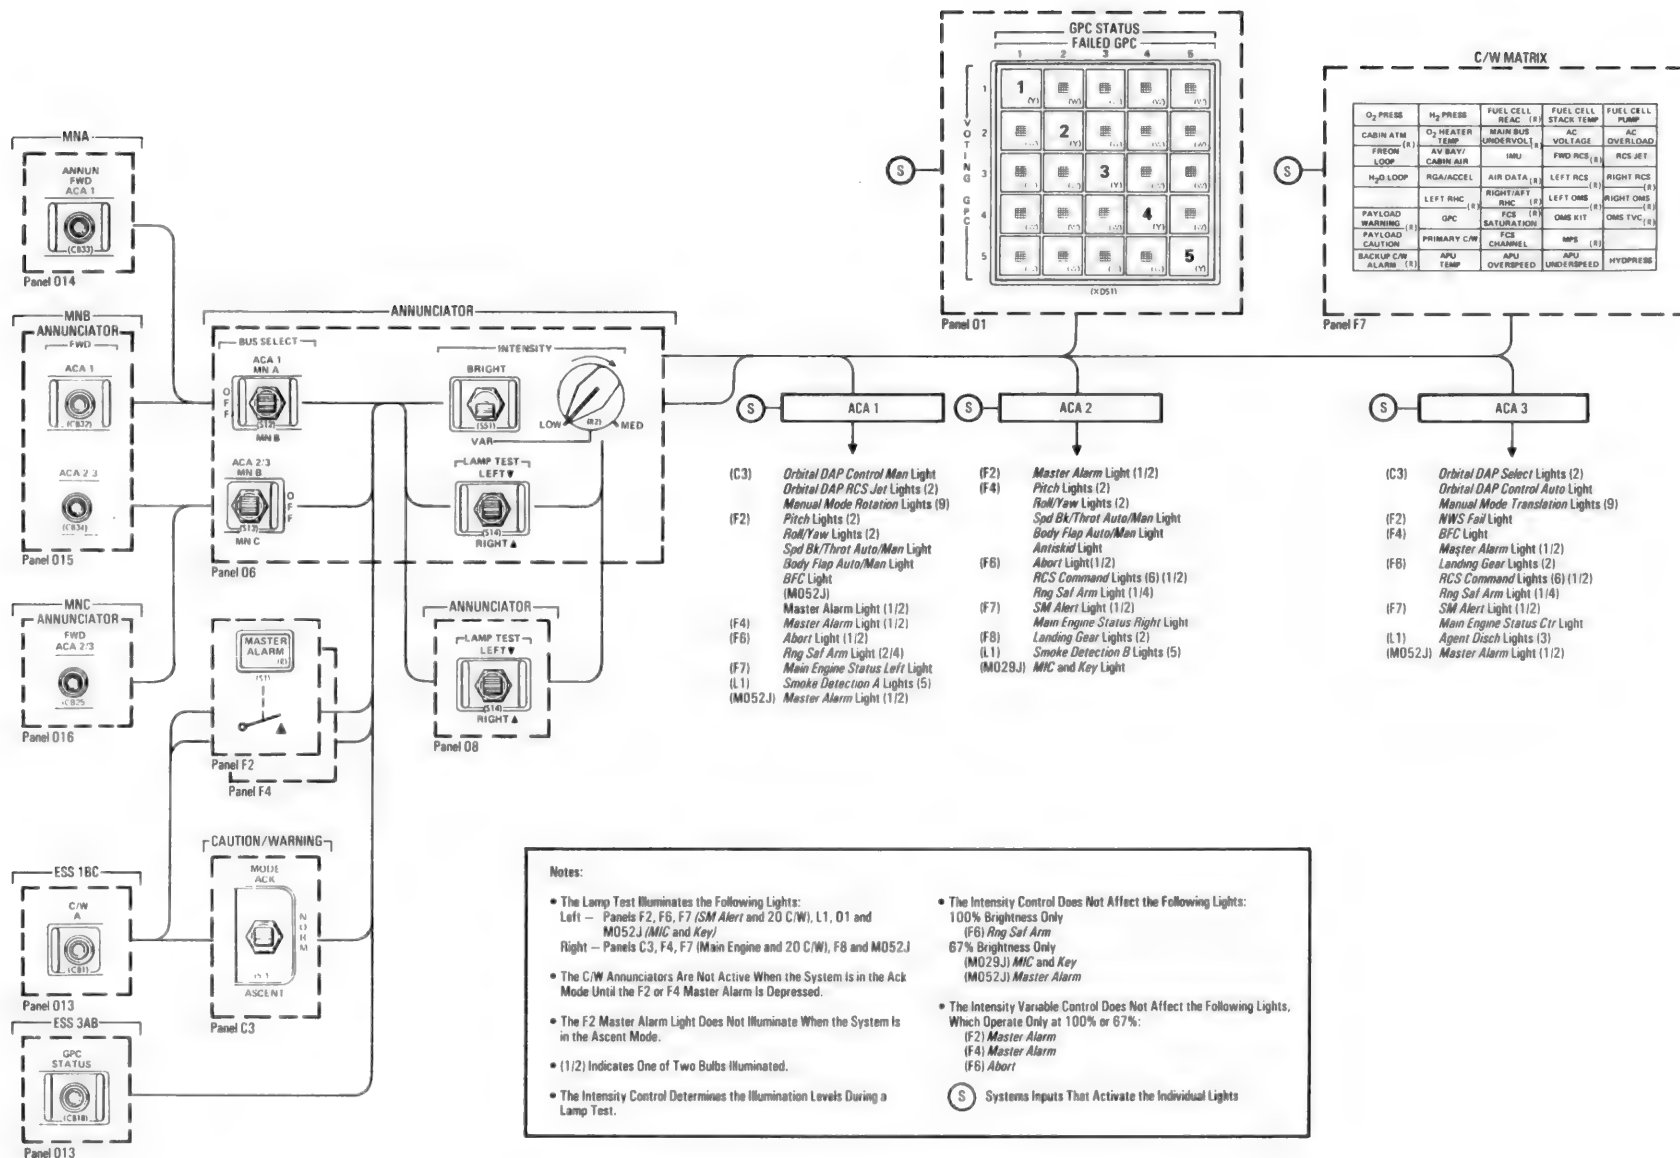 MNA
ANNUN
FWD
ACA 1
(CB33)
Panel 014
MNB
ANNUNCIATOR
FWD
ACA 1
(CB32)
ACA 2/3
(CB34)
Panel 015
MNC
ANNUNCIATOR
FWD
ACA 2/3
Panel 016
ESS 1BC
C/W
A
(CB1)
Panel 013
ESS 3AB
GPC
STATUS
(CB18)
Panel 013
ANNUNCIATOR
BUS SELECT
ACA 1
MN A
OFF
(S12)
MN B
ACA 2/3
MN B
OFF
(S13)
MN C
INTENSITY
BRIGHT
(S51)
VAR
LOW
(R2)
MED
LAMP TEST
LEFT ▼
(S14)
RIGHT ▲
Panel 06
MASTER
ALARM
(R)
(S1)
Panel F2
Panel F4
ANNUNCIATOR
LAMP TEST
LEFT ▼
(S14)
RIGHT ▲
Panel 08
CAUTION/WARNING
MODE
ACK
NORM
ASCENT
Panel C3
GPC STATUS
FAILED GPC
1 2 3 4 5
VOTING GPC
1 1 (Y)
2 2 (Y)
3 3 (Y)
4 4 (Y)
5 5 (Y)
(XDS1)
Panel 01
S
C/W MATRIX
O2 PRESS H2 PRESS FUEL CELL REAC (R) FUEL CELL STACK TEMP FUEL CELL PUMP
CABIN ATM (R) O2 HEATER TEMP MAIN BUS UNDERVOLT (R) AC VOLTAGE AC OVERLOAD
FREON LOOP AV BAY/ CABIN AIR IMU FWD RCS (R) RCS JET
H2O LOOP RGA/ACCEL AIR DATA (R) LEFT RCS (R) RIGHT RCS (R)
LEFT RHC (R) RIGHT/AFT RHC (R) LEFT OMS (R) RIGHT OMS (R)
PAYLOAD WARNING (R) GPC FCS SATURATION (R) OMS KIT OMS TVC (R)
PAYLOAD CAUTION PRIMARY C/W FCS CHANNEL MPS (R)
BACKUP C/W ALARM (R) APU TEMP APU OVERSPEED APU UNDERSPEED HYDPRESS
Panel F7
S
S
ACA 1
(C3) Orbital DAP Control Man Light
Orbital DAP RCS Jet Lights (2)
Manual Mode Rotation Lights (9)
(F2) Pitch Lights (2)
Roll/Yaw Lights (2)
Spd Bk/Throt Auto/Man Light
Body Flap Auto/Man Light
BFC Light
(M052J)
Master Alarm Light (1/2)
(F4) Master Alarm Light (1/2)
(F6) Abort Light (1/2)
Rng Saf Arm Light (2/4)
(F7) Main Engine Status Left Light
(L1) Smoke Detection A Lights (5)
(M052J) Master Alarm Light (1/2)
S
ACA 2
(F2) Master Alarm Light (1/2)
(F4) Pitch Lights (2)
Roll/Yaw Lights (2)
Spd Bk/Throt Auto/Man Light
Body Flap Auto/Man Light
Antiskid Light
(F6) Abort Light(1/2)
RCS Command Lights (6) (1/2)
Rng Saf Arm Light (1/4)
(F7) SM Alert Light (1/2)
Main Engine Status Right Light
(F8) Landing Gear Lights (2)
(L1) Smoke Detection B Lights (5)
(M029J) MIC and Key Light
S
ACA 3
(C3) Orbital DAP Select Lights (2)
Orbital DAP Control Auto Light
Manual Mode Translation Lights (9)
(F2) NWS Fail Light
(F4) BFC Light
Master Alarm Light (1/2)
(F6) Landing Gear Lights (2)
RCS Command Lights (6) (1/2)
Rng Saf Arm Light (1/4)
(F7) SM Alert Light (1/2)
Main Engine Status Ctr Light
(L1) Agent Disch Lights (3)
(M052J) Master Alarm Light (1/2)
Notes:
• The Lamp Test Illuminates the Following Lights:
Left — Panels F2, F6, F7 (SM Alert and 20 C/W), L1, 01 and
M052J (MIC and Key)
Right — Panels C3, F4, F7 (Main Engine and 20 C/W), F8 and M052J
• The C/W Annunciators Are Not Active When the System Is in the Ack
Mode Until the F2 or F4 Master Alarm Is Depressed.
• The F2 Master Alarm Light Does Not Illuminate When the System Is
in the Ascent Mode.
• (1/2) Indicates One of Two Bulbs Illuminated.
• The Intensity Control Determines the Illumination Levels During a
Lamp Test.
• The Intensity Control Does Not Affect the Following Lights:
100% Brightness Only
(F6) Rng Saf Arm
67% Brightness Only
(M029J) MIC and Key
(M052J) Master Alarm
• The Intensity Variable Control Does Not Affect the Following Lights,
Which Operate Only at 100% or 67%:
(F2) Master Alarm
(F4) Master Alarm
(F6) Abort
S Systems Inputs That Activate the Individual Lights